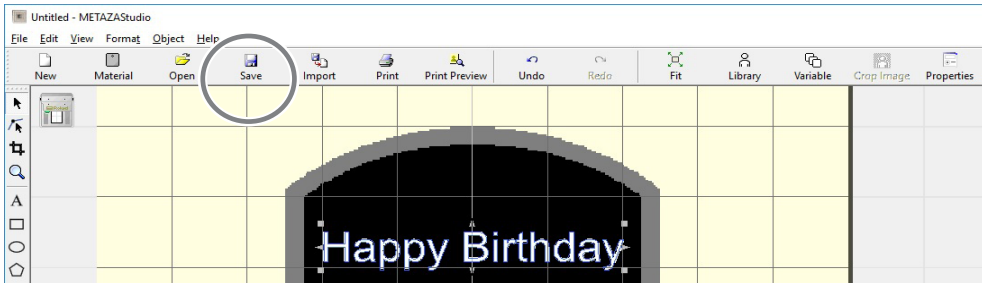 Untitled - METAZAStudio
File Edit View Format Object Help
New Material Open Save Import Print Print Preview Undo Redo Fit Library Variable Crop Image Properties
A
Happy Birthday